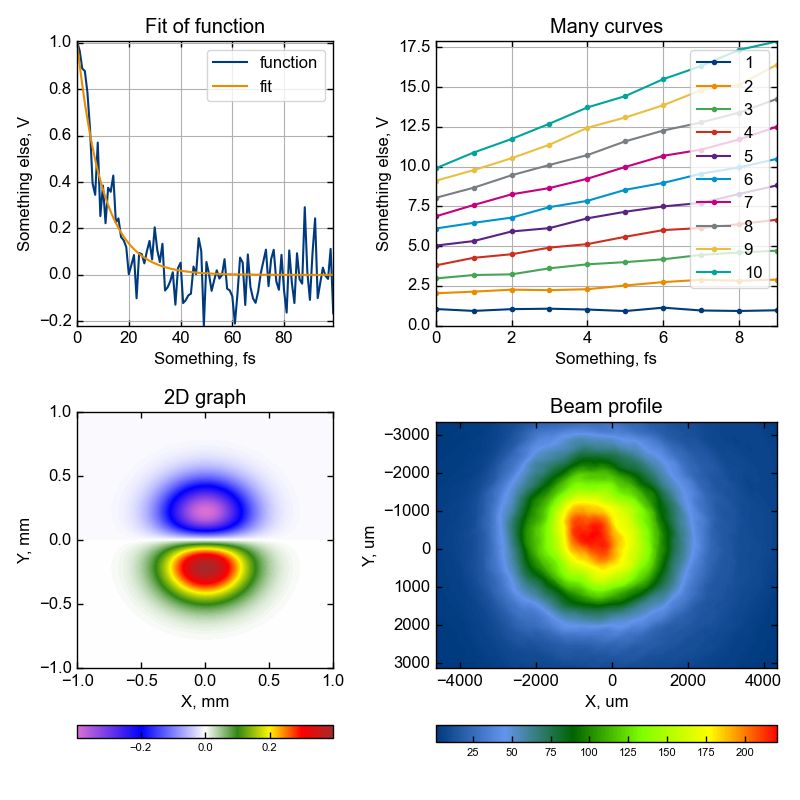 Fit of function
Something else, V
1.0
0.8
0.6
0.4
0.2
0.0
−0.2
function
fit
0 20 40 60 80
Something, fs
Many curves
Something else, V
17.5
15.0
12.5
10.0
7.5
5.0
2.5
0.0
1
2
3
4
5
6
7
8
9
10
0 2 4 6 8
Something, fs
2D graph
Y, mm
1.0
0.5
0.0
−0.5
−1.0
−1.0 −0.5 0.0 0.5 1.0
X, mm
−0.2 0.0 0.2
Beam profile
Y, um
−3000
−2000
−1000
0
1000
2000
3000
−4000 −2000 0 2000 4000
X, um
25 50 75 100 125 150 175 200